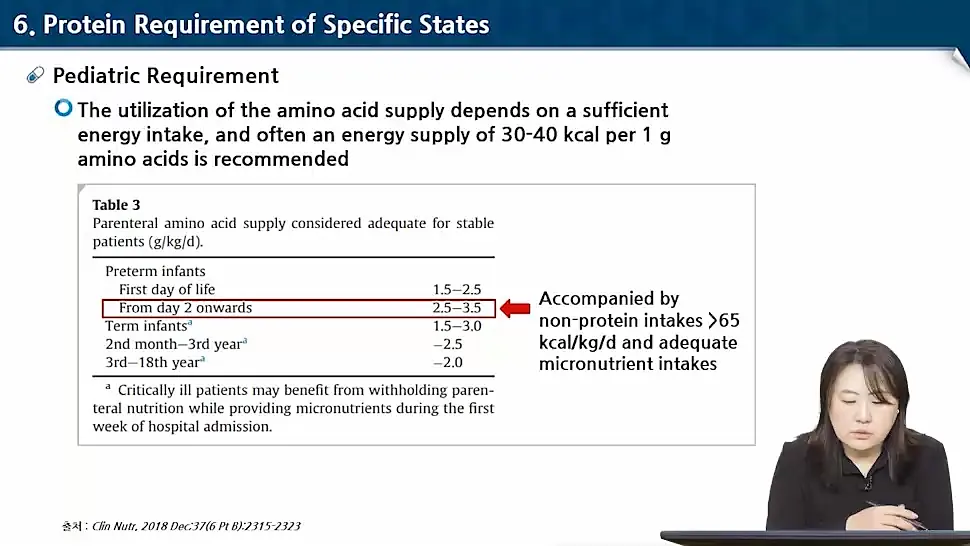 6. Protein Requirement of Specific States
Pediatric Requirement
The utilization of the amino acid supply depends on a sufficient
energy intake, and often an energy supply of 30-40 kcal per 1 g
amino acids is recommended
Table 3
Parenteral amino acid supply considered adequate for stable
patients (g/kg/d).
Preterm infants
First day of life 1.5–2.5
From day 2 onwards 2.5–3.5
Term infantsᵃ 1.5–3.0
2nd month–3rd yearᵃ –2.5
3rd–18th yearᵃ –2.0
ᵃ Critically ill patients may benefit from withholding paren-
teral nutrition while providing micronutrients during the first
week of hospital admission.
Accompanied by
non-protein intakes >65
kcal/kg/d and adequate
micronutrient intakes
출처 : Clin Nutr. 2018 Dec;37(6 Pt B):2315-2323